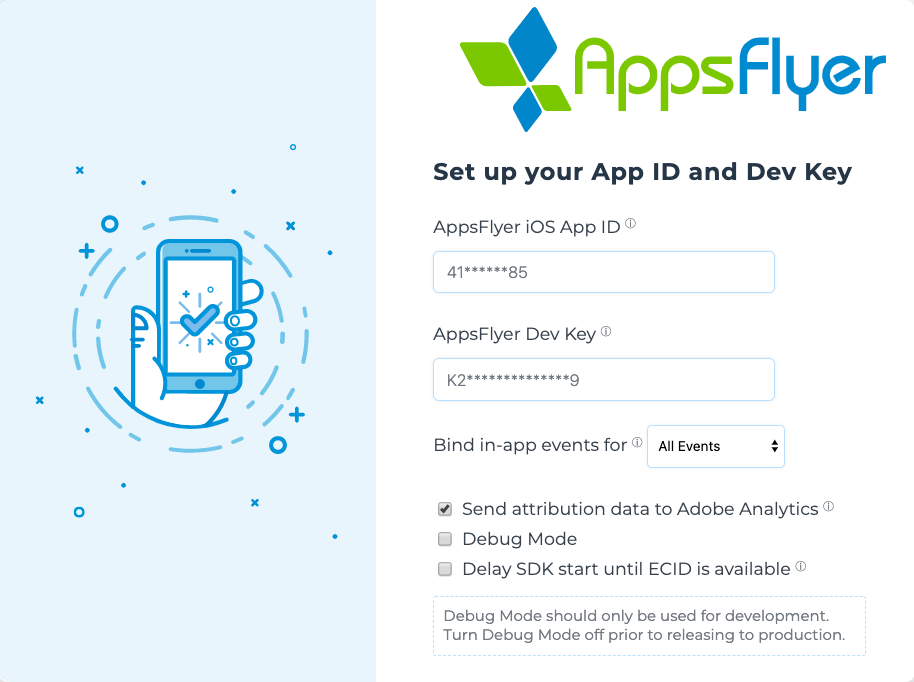 AppsFlyer
Set up your App ID and Dev Key
AppsFlyer iOS App ID ⓘ
41******85
AppsFlyer Dev Key ⓘ
K2**************9
Bind in-app events for ⓘ All Events
Send attribution data to Adobe Analytics ⓘ
Debug Mode
Delay SDK start until ECID is available ⓘ
Debug Mode should only be used for development.
Turn Debug Mode off prior to releasing to production.